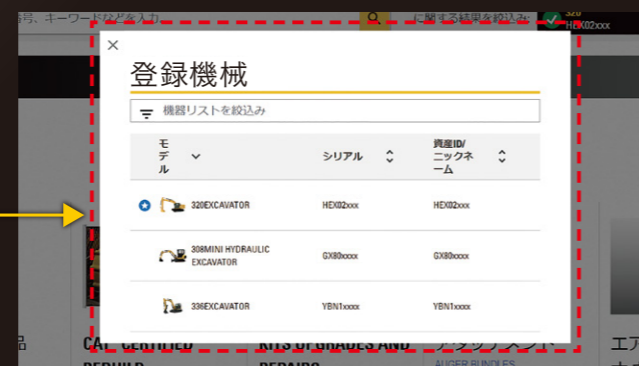 号、キーワードなどを入力
に関する結果を絞込み:
320
HEX02xxx
×
登録機械
機器リストを絞込み
モデル
シリアル
資産ID/
ニックネ
ーム
320EXCAVATOR
HEX02xxx
HEX02xxx
308MINI HYDRAULIC
EXCAVATOR
GX80xxxx
GX80xxxx
336EXCAVATOR
YBN1xxxx
YBN1xxxx
品
CAT CERTIFIED
REBUILD
KITS UPGRADES AND
REPAIRS
アタッチメント
AUGER BUNDLES
エア